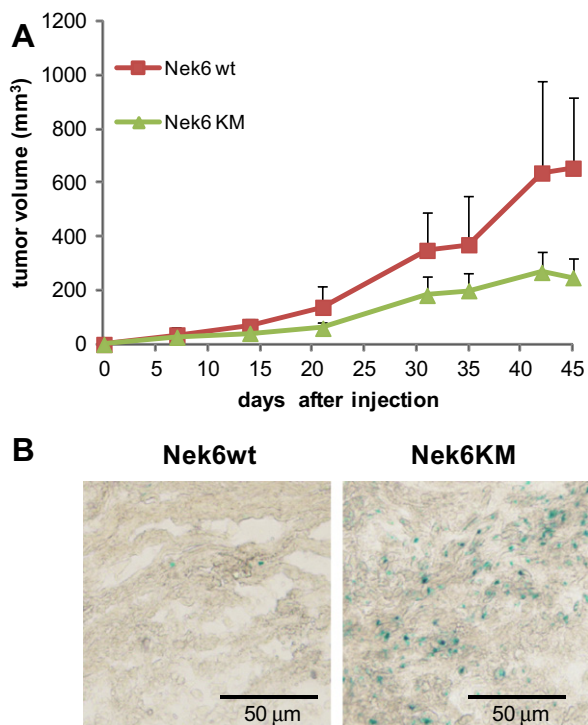 A
1200
1000
800
600
400
200
0
tumor volume (mm³)
Nek6 wt
Nek6 KM
0 5 10 15 20 25 30 35 40 45
days after injection
B
Nek6wt Nek6KM
50 μm 50 μm